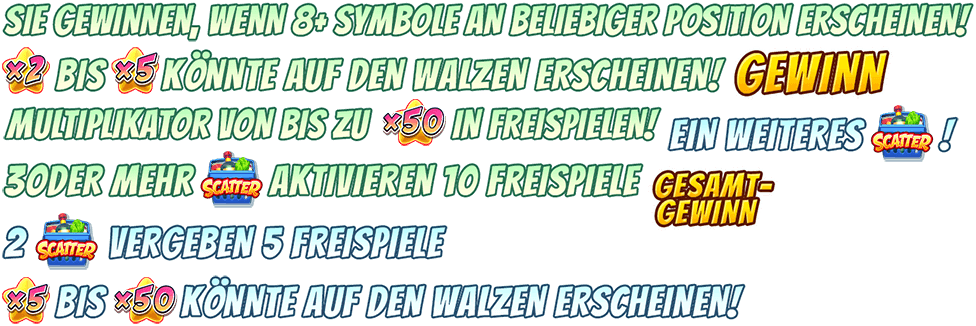 SIE GEWINNEN, WENN 8+ SYMBOLE AN BELIEBIGER POSITION ERSCHEINEN!
×2 BIS ×5 KÖNNTE AUF DEN WALZEN ERSCHEINEN!
GEWINN
MULTIPLIKATOR VON BIS ZU ×50 IN FREISPIELEN!
EIN WEITERES SCATTER !
3ODER MEHR SCATTER AKTIVIEREN 10 FREISPIELE
GESAMT-
GEWINN
2 SCATTER VERGEBEN 5 FREISPIELE
×5 BIS ×50 KÖNNTE AUF DEN WALZEN ERSCHEINEN!